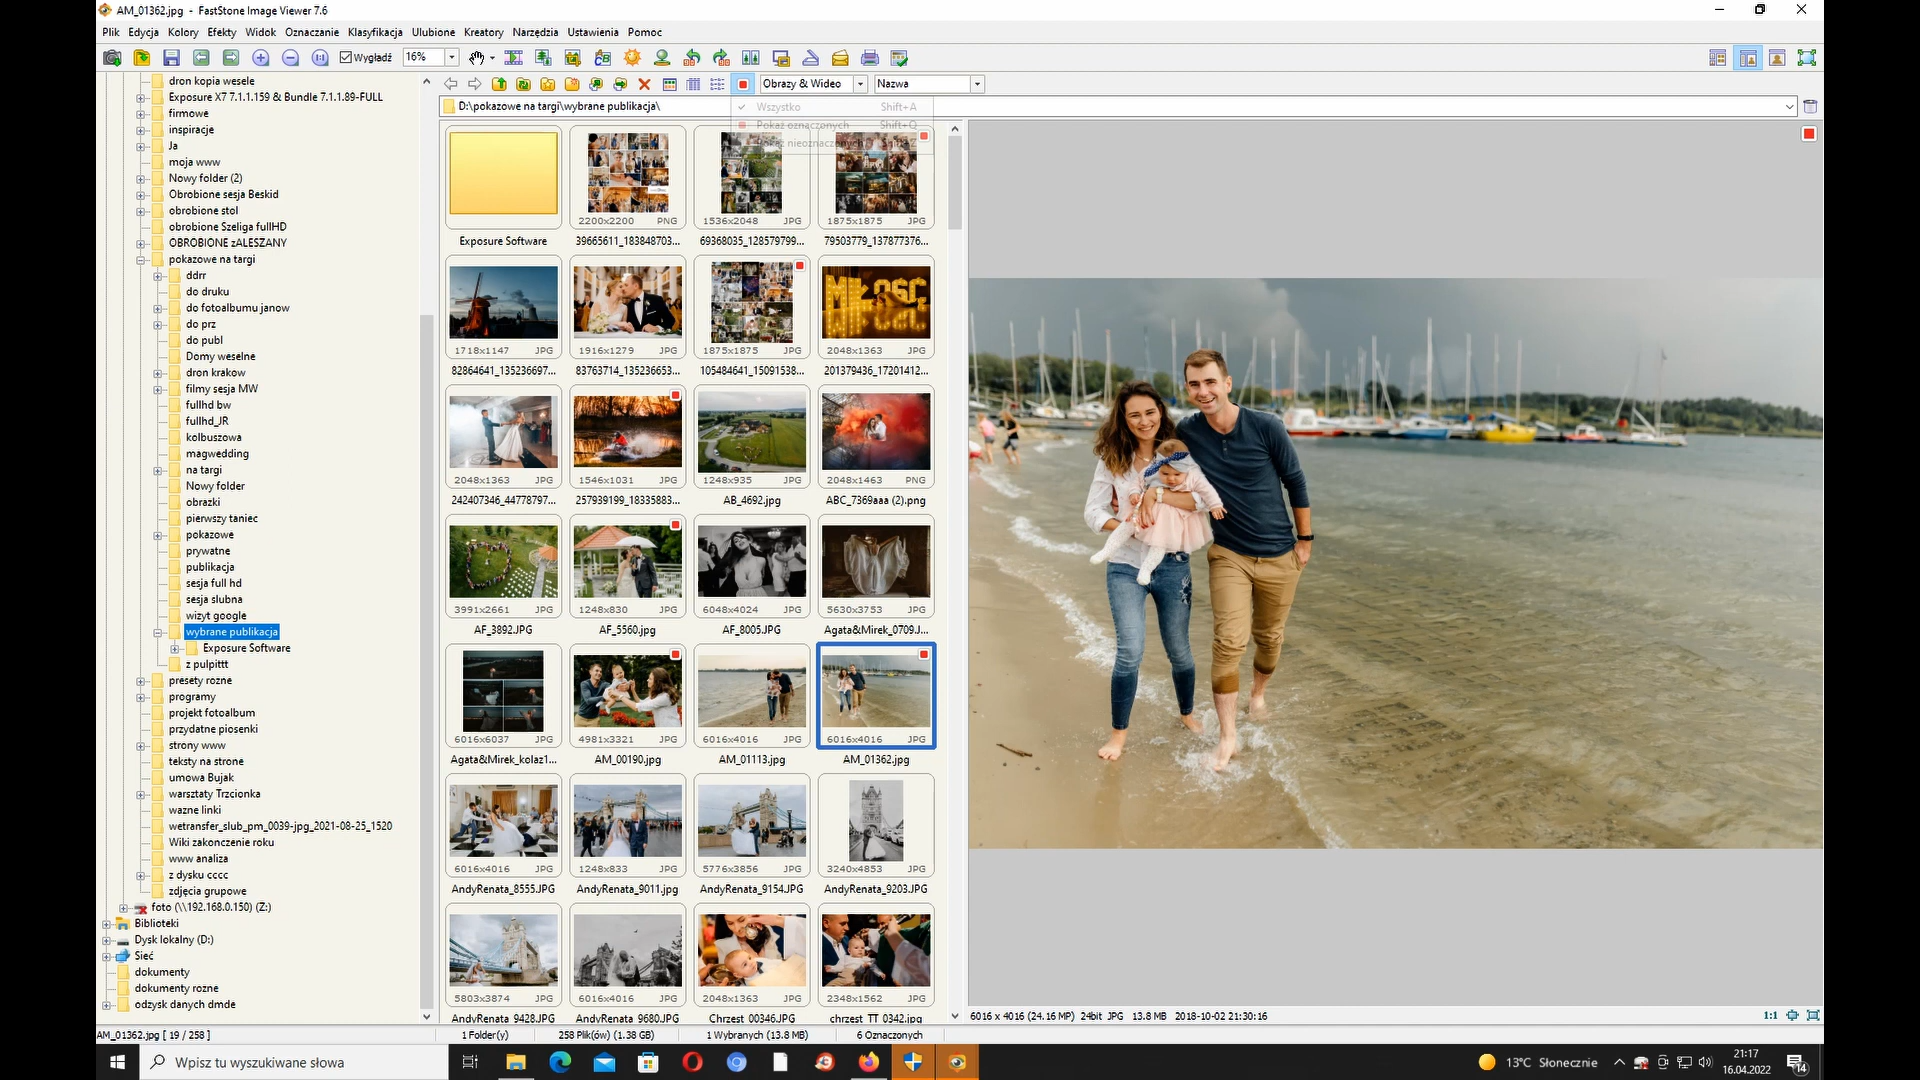 AM_01362.jpg - FastStone Image Viewer 7.6
Plik Edycja Kolory Efekty Widok Oznaczanie Klasyfikacja Ulubione Kreatory Narzędzia Ustawienia Pomoc
Wygładź 16%
Obrazy & Wideo Nazwa
D:\pokazowe na targi\wybrane publikacja\
Wszystko Shift+A
Pokaż oznaczonych Shift+Q
dron kopia wesele
Exposure X7 7.1.1.159 & Bundle 7.1.1.89-FULL
firmowe
inspiracje
Ja
moja www
Nowy folder (2)
Obrobione sesja Beskid
obrobione stol
obrobione Szeliga fullHD
OBROBIONE zALESZANY
pokazowe na targi
ddrr
do druku
do fotoalbumu janow
do prz
do publ
Domy weselne
dron krakow
filmy sesja MW
fullhd bw
fullhd_JR
kolbuszowa
magwedding
na targi
Nowy folder
obrazki
pierwszy taniec
pokazowe
prywatne
publikacja
sesja full hd
sesja slubna
wizyt google
wybrane publikacja
Exposure Software
z pulpittt
presety rozne
programy
projekt fotoalbum
przydatne piosenki
strony www
teksty na strone
umowa Bujak
warsztaty Trzcionka
wazne linki
wetransfer_slub_pm_0039-jpg_2021-08-25_1520
Wiki zakonczenie roku
www analiza
z dysku cccc
zdjęcia grupowe
foto (\\192.168.0.150) (Z:)
Biblioteki
Dysk lokalny (D:)
Sieć
dokumenty
dokumenty rozne
odzysk danych dmde
2200x2200 PNG 1536x2048 JPG 1875x1875 JPG
Exposure Software 39665611_183848703... 69368035_128579799... 79503779_137877376...
1718x1147 JPG 1916x1279 JPG 1875x1875 JPG 2048x1363 JPG
82864641_135236697... 83763714_135236653... 105484641_15091538... 201379436_17201412...
2048x1363 JPG 1546x1031 JPG 1248x935 JPG 2048x1463 PNG
242407346_44778797... 257939199_18335883... AB_4692.jpg ABC_7369aaa (2).png
3991x2661 JPG 1248x830 JPG 6048x4024 JPG 5630x3753 JPG
AF_3892.JPG AF_5560.jpg AF_8005.JPG Agata&Mirek_0709.J...
6016x6037 JPG 4981x3321 JPG 6016x4016 JPG 6016x4016 JPG
Agata&Mirek_kolaz1... AM_00190.jpg AM_01113.jpg AM_01362.jpg
6016x4016 JPG 1248x833 JPG 5776x3856 JPG 3240x4853 JPG
AndyRenata_8555.JPG AndyRenata_9011.jpg AndyRenata_9154.JPG AndyRenata_9203.JPG
5803x3874 JPG 6016x4016 JPG 2048x1363 JPG 2348x1562 JPG
AndyRenata_9428.JPG AndyRenata_9680.JPG Chrzest_00346.JPG chrzest_TT_0342.jpg
6016 x 4016 (24.16 MP) 24bit JPG 13.8 MB 2018-10-02 21:30:16 1:1
AM_01362.jpg [ 19 / 258 ] 1 Folder(y) 258 Plik(ów) (1.38 GB) 1 Wybranych (13.8 MB) 6 Oznaczonych
Wpisz tu wyszukiwane słowa
13°C Słonecznie
21:17
16.04.2022
14